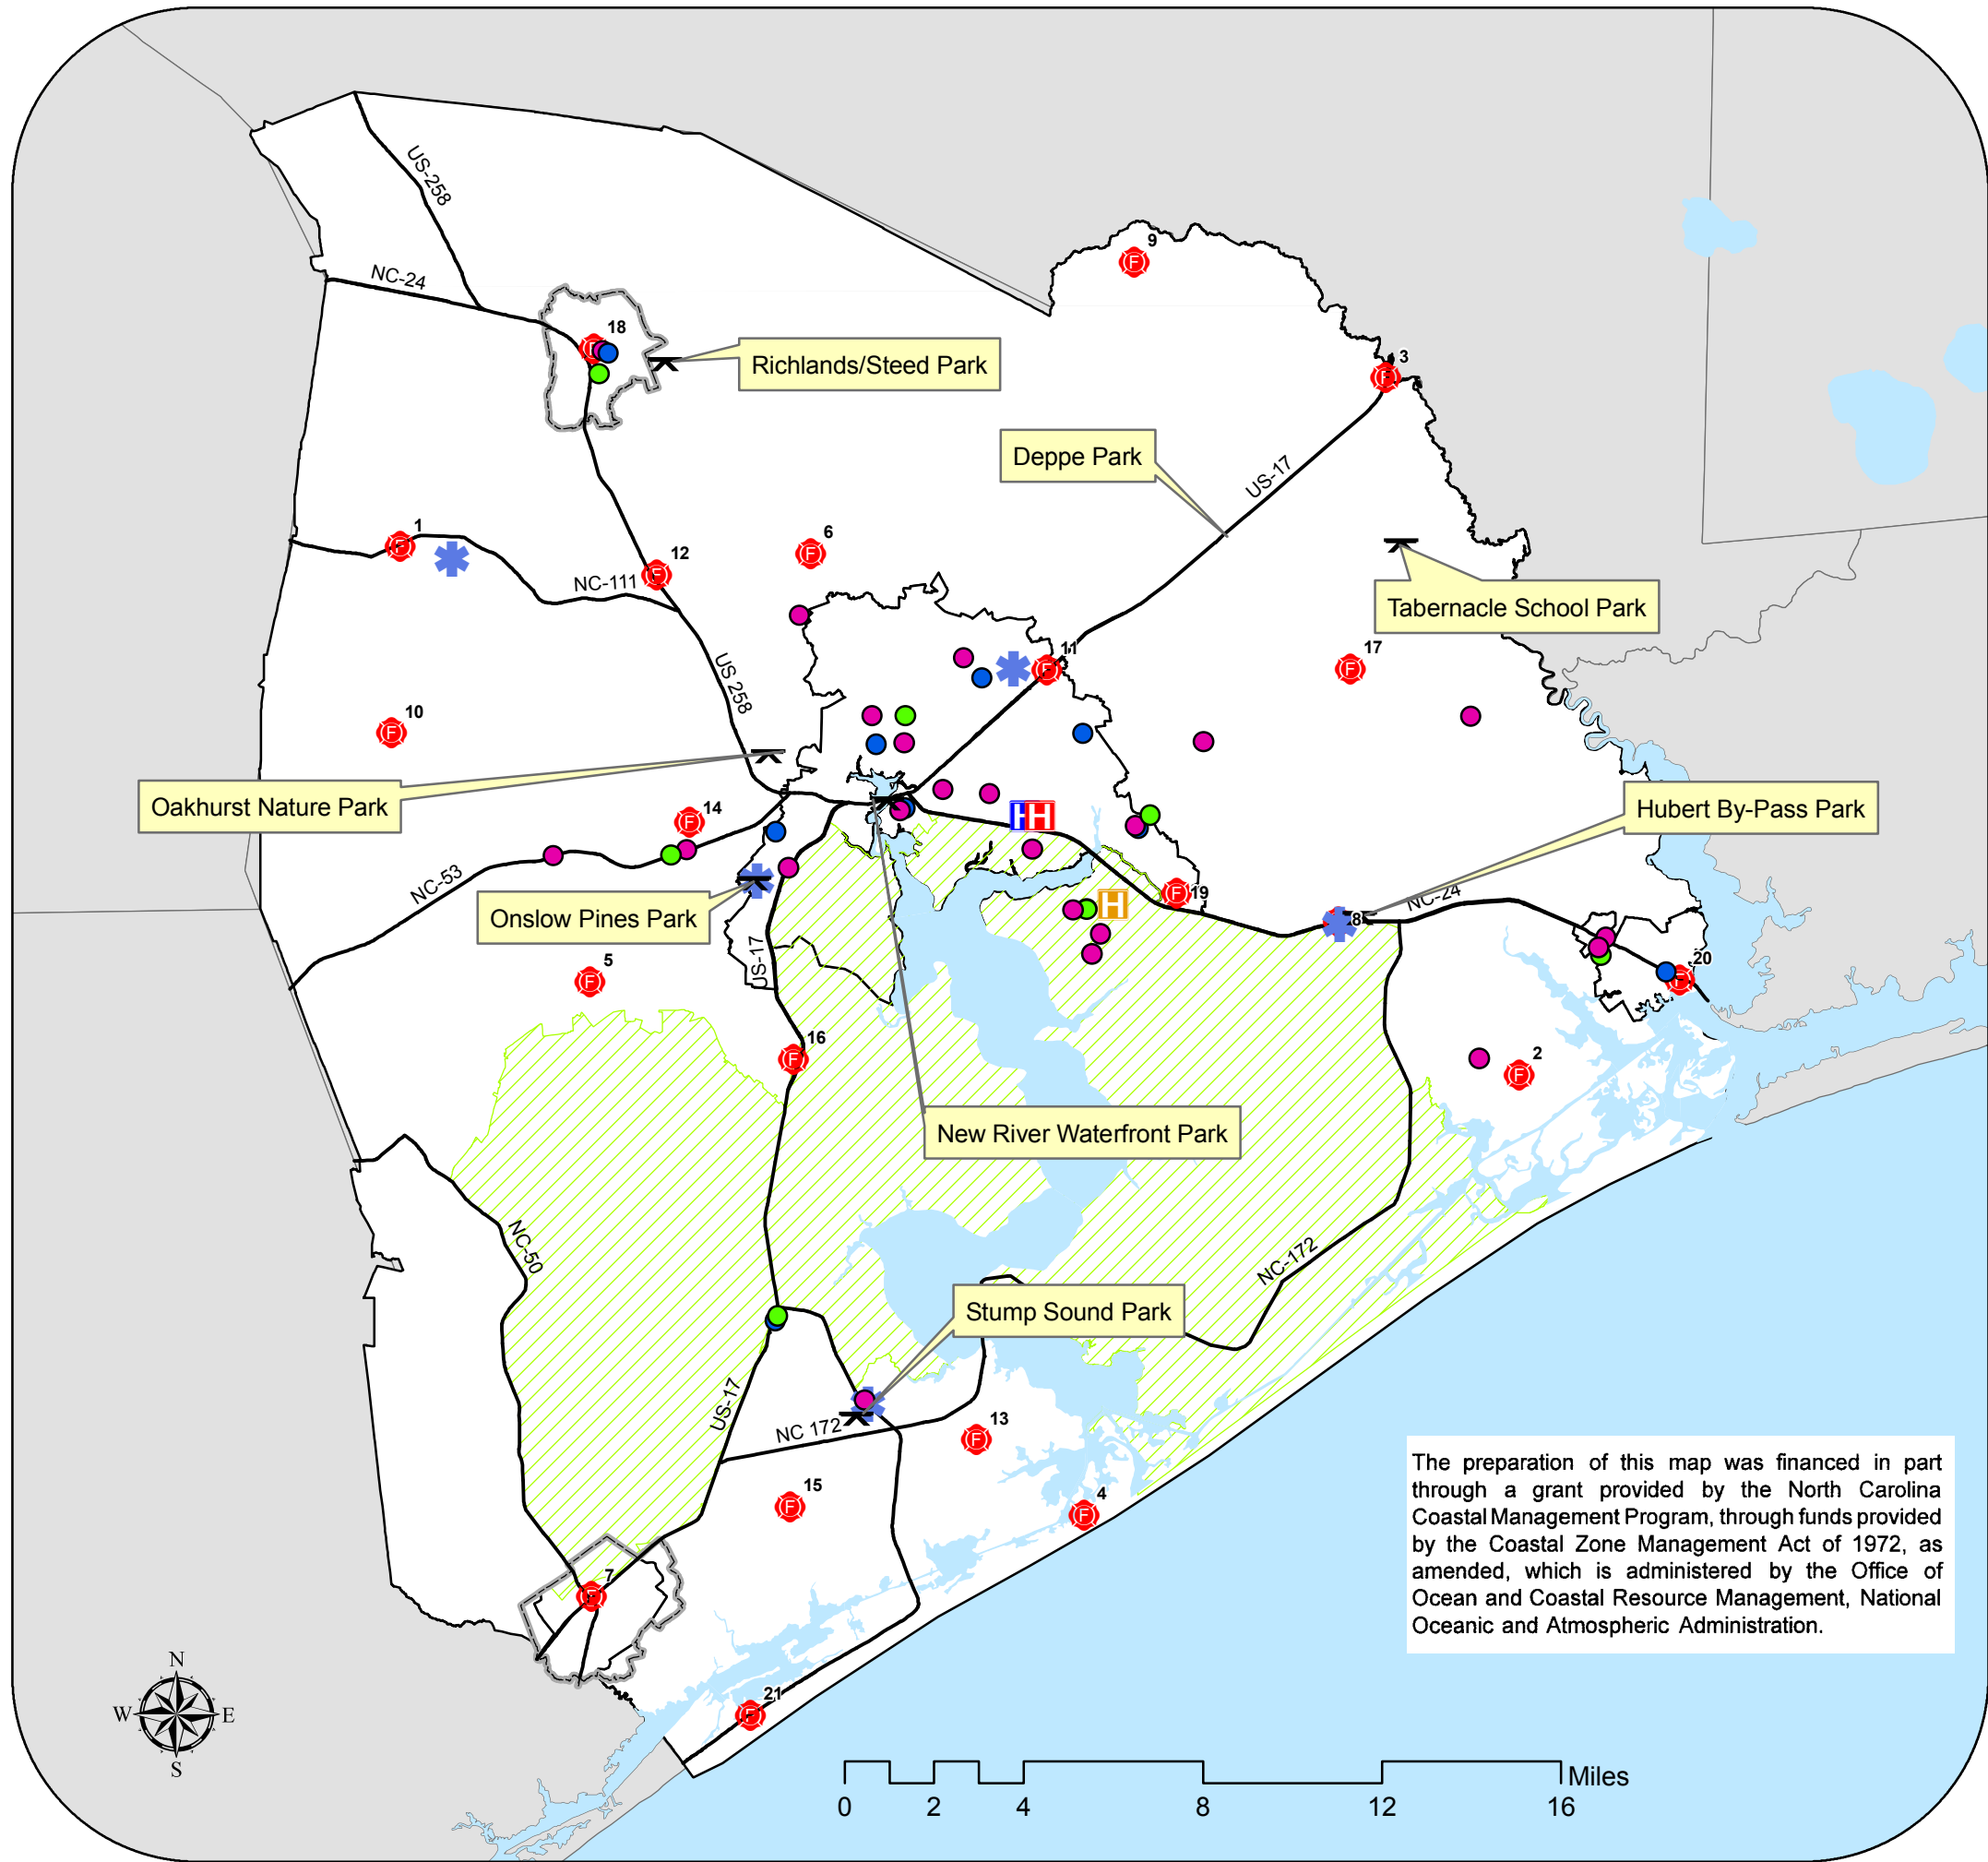 9
US-258
NC-24
18
3
Richlands/Steed Park
Deppe Park
US-17
1
6
12
NC-111
Tabernacle School Park
11
17
US 258
10
Oakhurst Nature Park
14
Hubert By-Pass Park
H
H
NC-53
19
NC-24
Onslow Pines Park
H
8
US-17
5
20
16
2
New River Waterfront Park
NC-50
NC-172
Stump Sound Park
US-17
NC 172
13
15
4
The preparation of this map was financed in part
through a grant provided by the North Carolina
Coastal Management Program, through funds provided
by the Coastal Zone Management Act of 1972, as
amended, which is administered by the Office of
Ocean and Coastal Resource Management, National
Oceanic and Atmospheric Administration.
7
N
W E
S
21
Miles
0 2 4 8 12 16